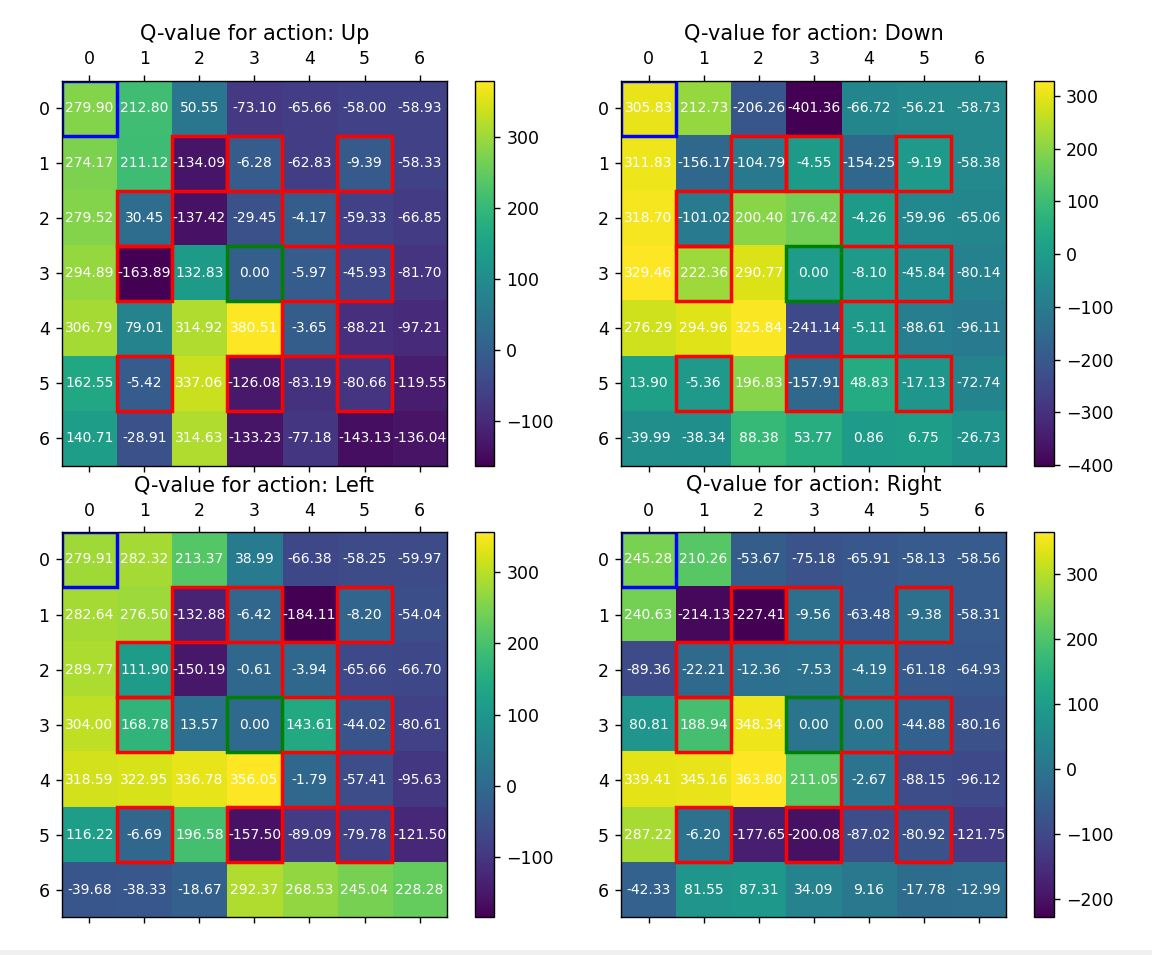 Q-value for action: Up
0 1 2 3 4 5 6
0 279.90 212.80 50.55 -73.10 -65.66 -58.00 -58.93
1 274.17 211.12 -134.09 -6.28 -62.83 -9.39 -58.33
2 279.52 30.45 -137.42 -29.45 -4.17 -59.33 -66.85
3 294.89 -163.89 132.83 0.00 -5.97 -45.93 -81.70
4 306.79 79.01 314.92 380.51 -3.65 -88.21 -97.21
5 162.55 -5.42 337.06 -126.08 -83.19 -80.66 -119.55
6 140.71 -28.91 314.63 -133.23 -77.18 -143.13 -136.04
300
200
100
0
−100
Q-value for action: Down
0 1 2 3 4 5 6
0 305.83 212.73 -206.26 -401.36 -66.72 -56.21 -58.73
1 311.83 -156.17 -104.79 -4.55 -154.25 -9.19 -58.38
2 318.70 -101.02 200.40 176.42 -4.26 -59.96 -65.06
3 329.46 222.36 290.77 0.00 -8.10 -45.84 -80.14
4 276.29 294.96 325.84 -241.14 -5.11 -88.61 -96.11
5 13.90 -5.36 196.83 -157.91 48.83 -17.13 -72.74
6 -39.99 -38.34 88.38 53.77 0.86 6.75 -26.73
300
200
100
0
−100
−200
−300
−400
Q-value for action: Left
0 1 2 3 4 5 6
0 279.91 282.32 213.37 38.99 -66.38 -58.25 -59.97
1 282.64 276.50 -132.88 -6.42 -184.11 -8.20 -54.04
2 289.77 111.90 -150.19 -0.61 -3.94 -65.66 -66.70
3 304.00 168.78 13.57 0.00 143.61 -44.02 -80.61
4 318.59 322.95 336.78 356.05 -1.79 -57.41 -95.63
5 116.22 -6.69 196.58 -157.50 -89.09 -79.78 -121.50
6 -39.68 -38.33 -18.67 292.37 268.53 245.04 228.28
300
200
100
0
−100
Q-value for action: Right
0 1 2 3 4 5 6
0 245.28 210.26 -53.67 -75.18 -65.91 -58.13 -58.56
1 240.63 -214.13 -227.41 -9.56 -63.48 -9.38 -58.31
2 -89.36 -22.21 -12.36 -7.53 -4.19 -61.18 -64.93
3 80.81 188.94 348.34 0.00 0.00 -44.88 -80.16
4 339.41 345.16 363.80 211.05 -2.67 -88.15 -96.12
5 287.22 -6.20 -177.65 -200.08 -87.02 -80.92 -121.75
6 -42.33 81.55 87.31 34.09 9.16 -17.78 -12.99
300
200
100
0
−100
−200